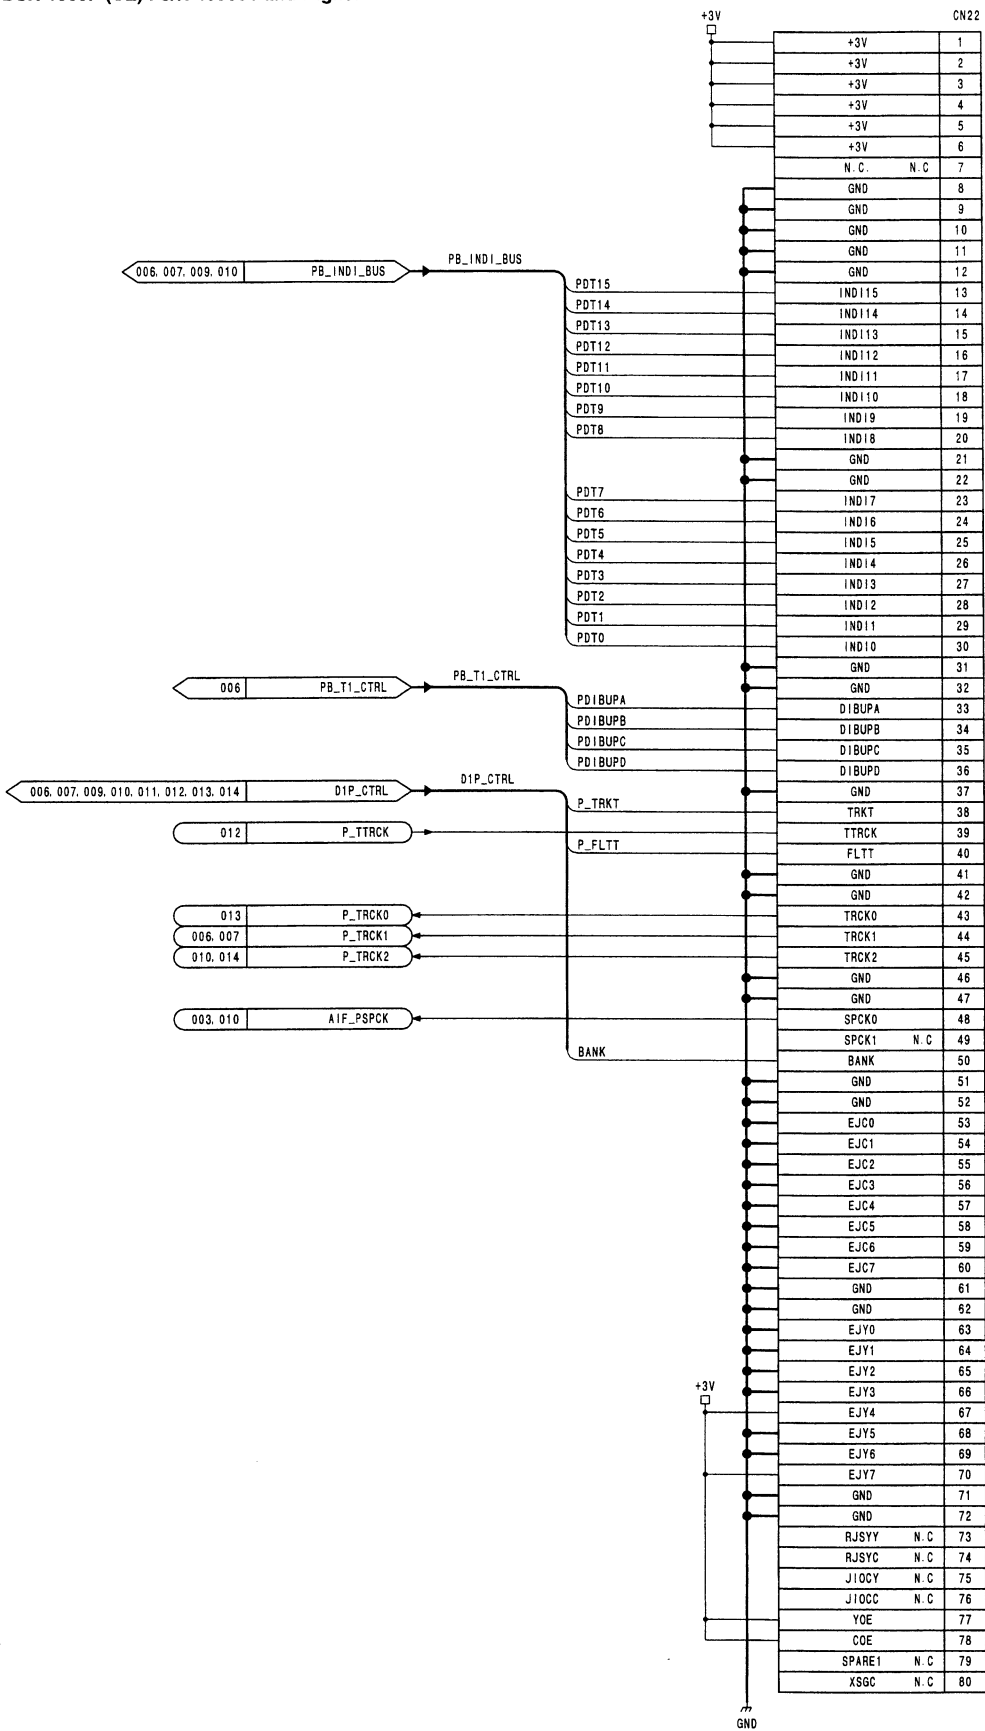 +3V CN22
+3V 1
+3V 2
+3V 3
+3V 4
+3V 5
+3V 6
N.C. N.C 7
GND 8
GND 9
GND 10
GND 11
006, 007, 009, 010 PB_INDI_BUS PB_INDI_BUS GND 12
PDT15 INDI15 13
PDT14 INDI14 14
PDT13 INDI13 15
PDT12 INDI12 16
PDT11 INDI11 17
PDT10 INDI10 18
PDT9 INDI9 19
PDT8 INDI8 20
GND 21
GND 22
PDT7 INDI7 23
PDT6 INDI6 24
PDT5 INDI5 25
PDT4 INDI4 26
PDT3 INDI3 27
PDT2 INDI2 28
PDT1 INDI1 29
PDT0 INDI0 30
GND 31
006 PB_T1_CTRL PB_T1_CTRL GND 32
PDIBUPA DIBUPA 33
PDIBUPB DIBUPB 34
PDIBUPC DIBUPC 35
PDIBUPD DIBUPD 36
006, 007, 009, 010, 011, 012, 013, 014 D1P_CTRL D1P_CTRL GND 37
P_TRKT TRKT 38
012 P_TTRCK TTRCK 39
P_FLTT FLTT 40
GND 41
GND 42
013 P_TRCK0 TRCK0 43
006, 007 P_TRCK1 TRCK1 44
010, 014 P_TRCK2 TRCK2 45
GND 46
GND 47
003, 010 AIF_PSPCK SPCK0 48
SPCK1 N.C 49
BANK BANK 50
GND 51
GND 52
EJC0 53
EJC1 54
EJC2 55
EJC3 56
EJC4 57
EJC5 58
EJC6 59
EJC7 60
GND 61
GND 62
EJY0 63
EJY1 64
EJY2 65
EJY3 66
+3V
EJY4 67
EJY5 68
EJY6 69
EJY7 70
GND 71
GND 72
RJSYY N.C 73
RJSYC N.C 74
JIOCY N.C 75
JIOCC N.C 76
YOE 77
COE 78
SPARE1 N.C 79
XSGC N.C 80
GND